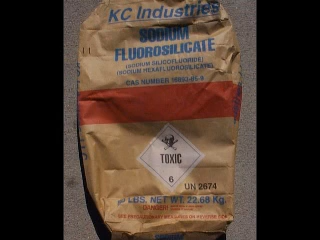 KC Industries
SODIUM
FLUOROSILICATE
(SODIUM SILICOFLUORIDE)
(SODIUM HEXAFLUOROSILICATE)
CAS NUMBER 16893-85-9
TOXIC
6
UN 2674
LBS. NET WT. 22.68 Kg.
DANGER